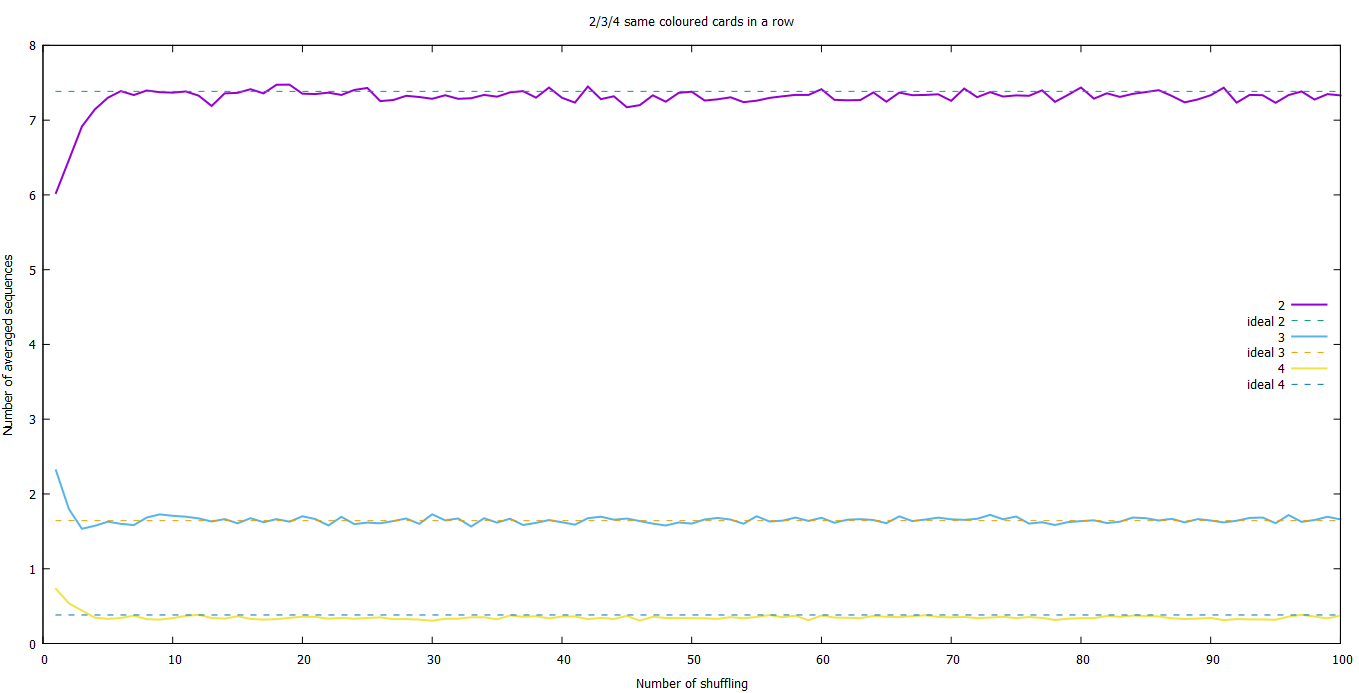 2/3/4 same coloured cards in a row
8
7
6
5
4
3
2
1
0
Number of averaged sequences
2
ideal 2
3
ideal 3
4
ideal 4
0 10 20 30 40 50 60 70 80 90 100
Number of shuffling